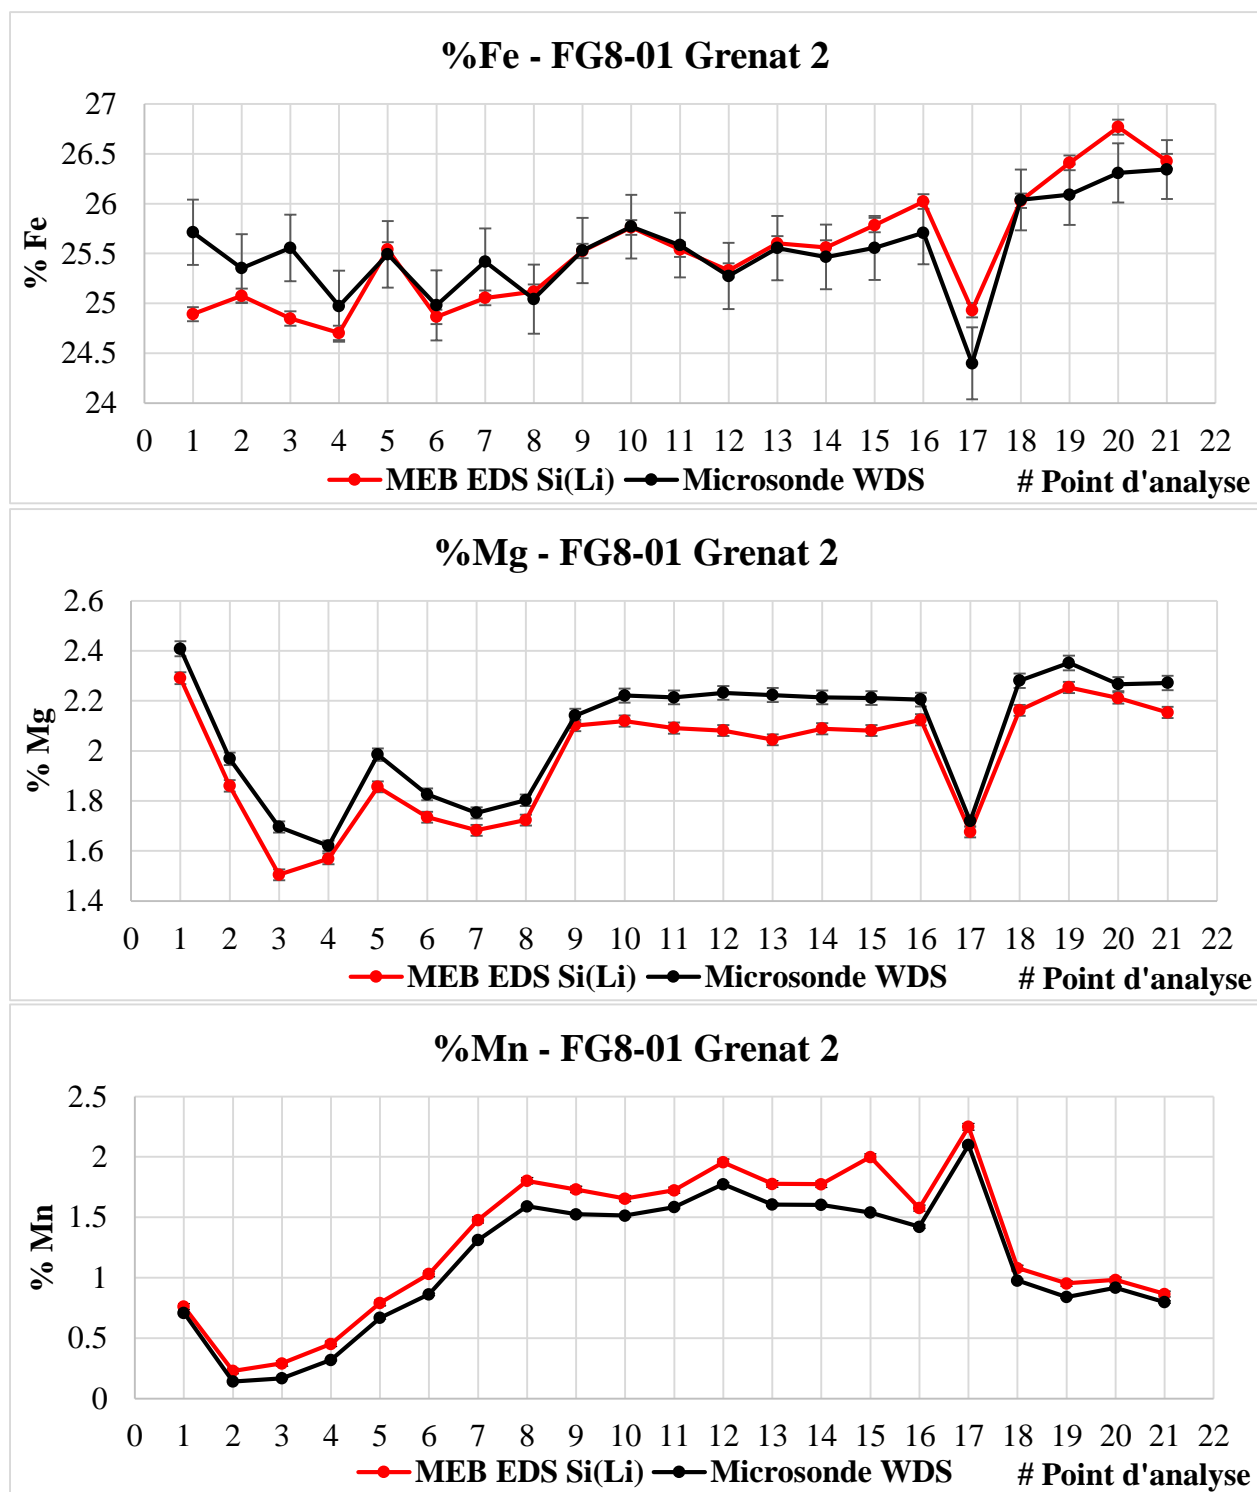 %Fe - FG8-01 Grenat 2
27
26.5
26
25.5
25
24.5
24
% Fe
0 1 2 3 4 5 6 7 8 9 10 11 12 13 14 15 16 17 18 19 20 21 22
MEB EDS Si(Li) Microsonde WDS # Point d'analyse
%Mg - FG8-01 Grenat 2
2.6
2.4
2.2
2
1.8
1.6
1.4
% Mg
0 1 2 3 4 5 6 7 8 9 10 11 12 13 14 15 16 17 18 19 20 21 22
MEB EDS Si(Li) Microsonde WDS # Point d'analyse
%Mn - FG8-01 Grenat 2
2.5
2
1.5
1
0.5
0
% Mn
0 1 2 3 4 5 6 7 8 9 10 11 12 13 14 15 16 17 18 19 20 21 22
MEB EDS Si(Li) Microsonde WDS # Point d'analyse